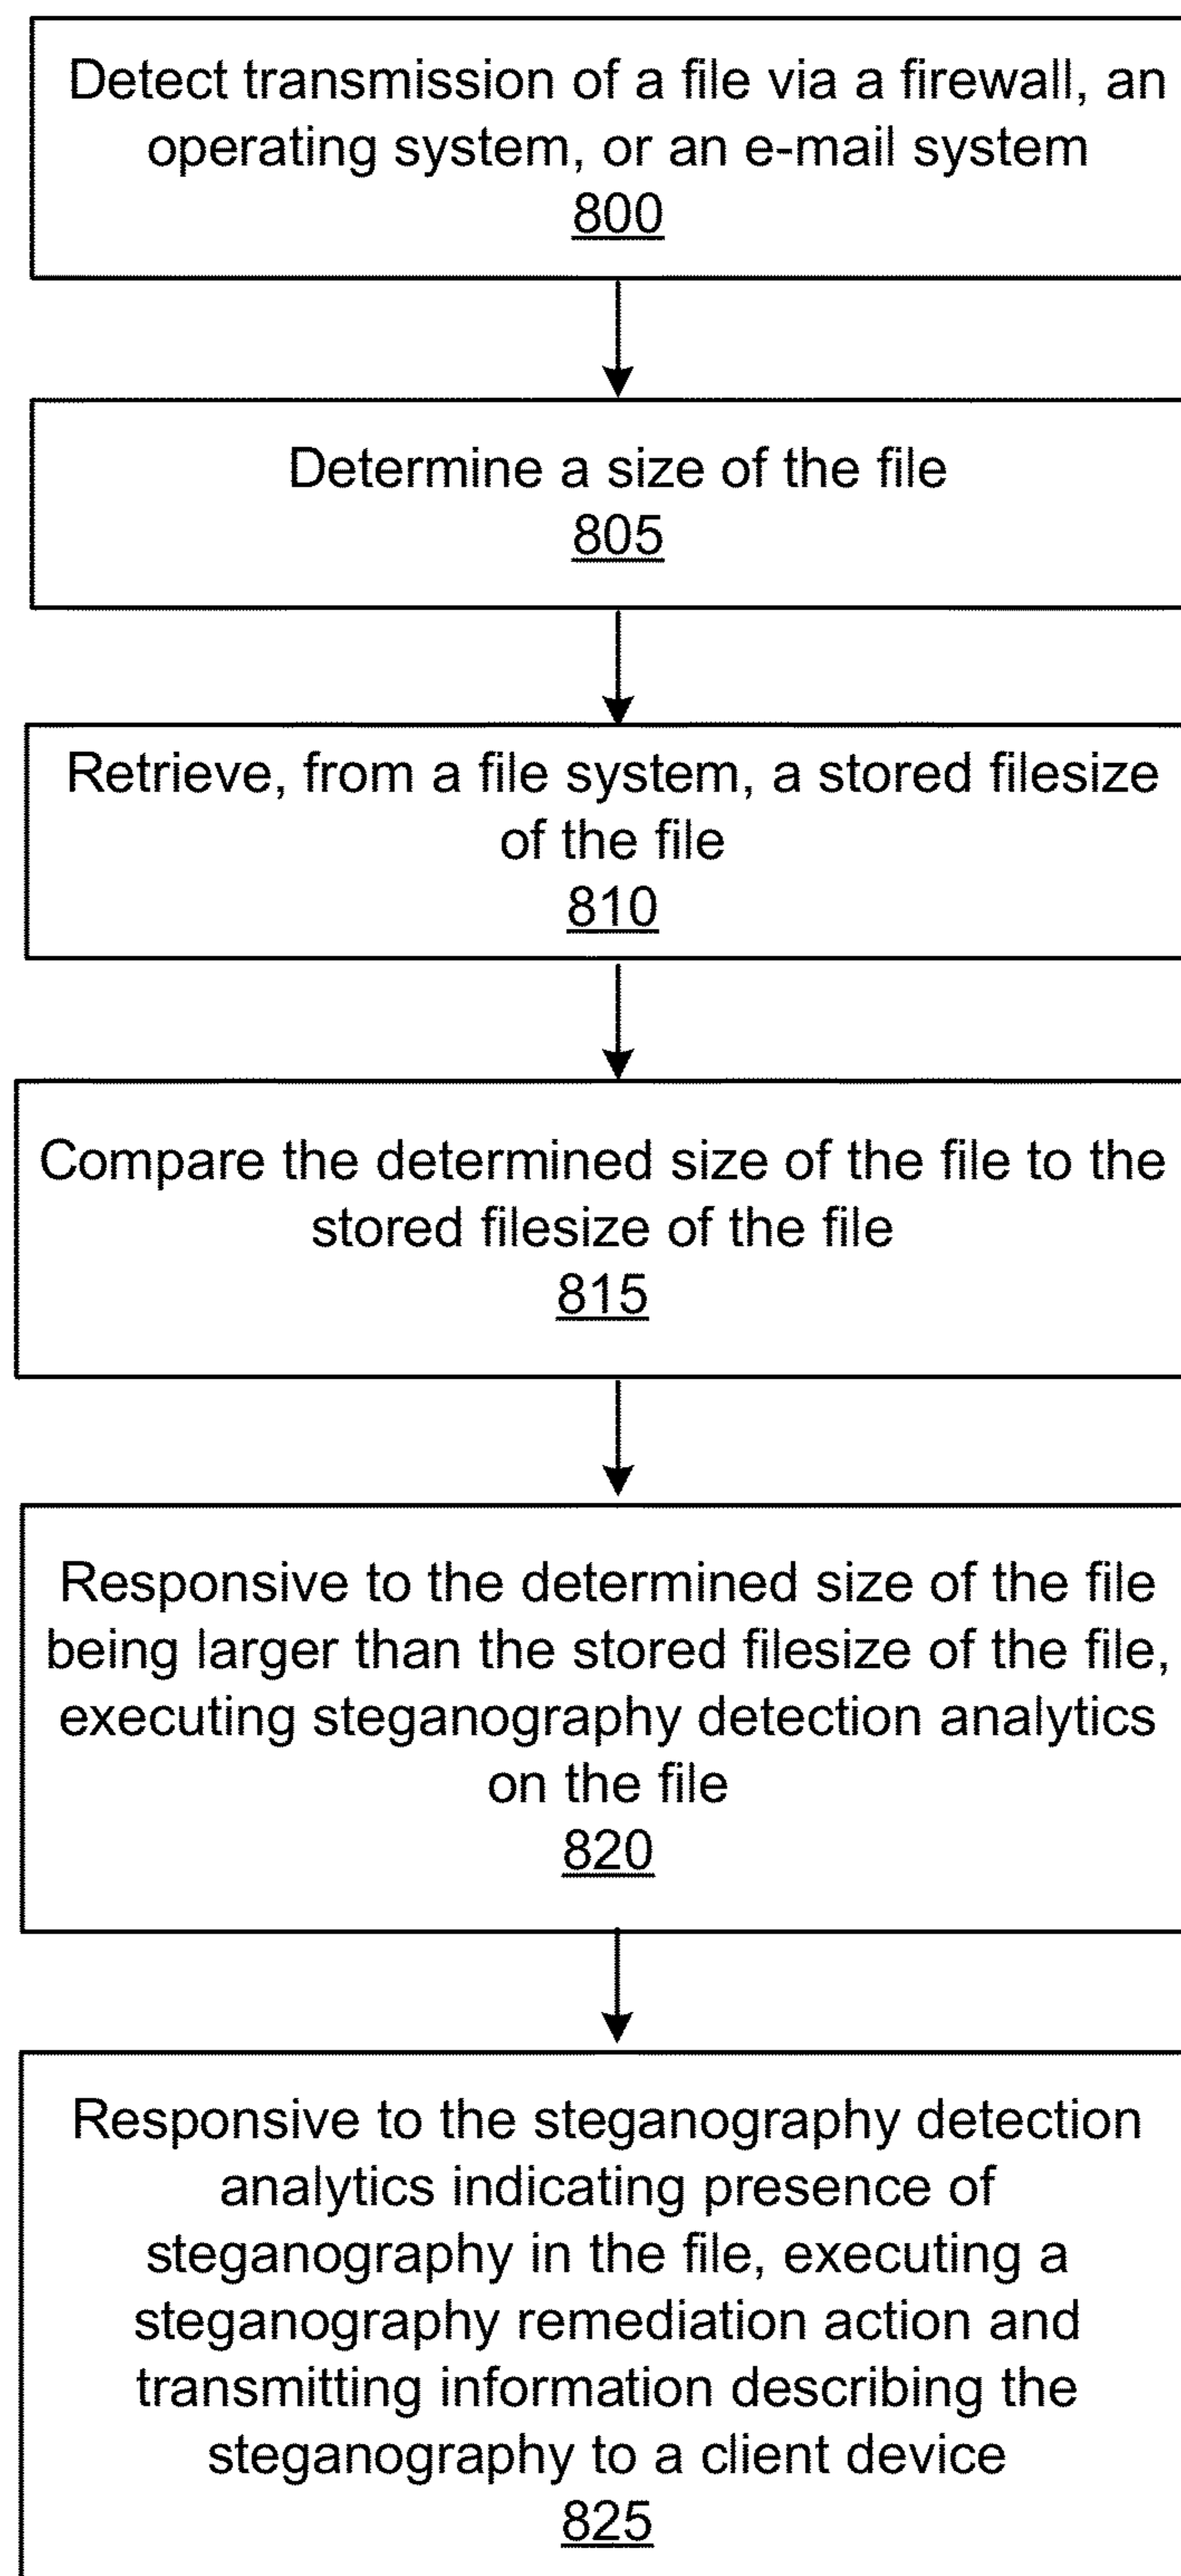 Detect transmission of a file via a firewall, an
operating system, or an e-mail system
800
Determine a size of the file
805
Retrieve, from a file system, a stored filesize
of the file
810
Compare the determined size of the file to the
stored filesize of the file
815
Responsive to the determined size of the file
being larger than the stored filesize of the file,
executing steganography detection analytics
on the file
820
Responsive to the steganography detection
analytics indicating presence of
steganography in the file, executing a
steganography remediation action and
transmitting information describing the
steganography to a client device
825